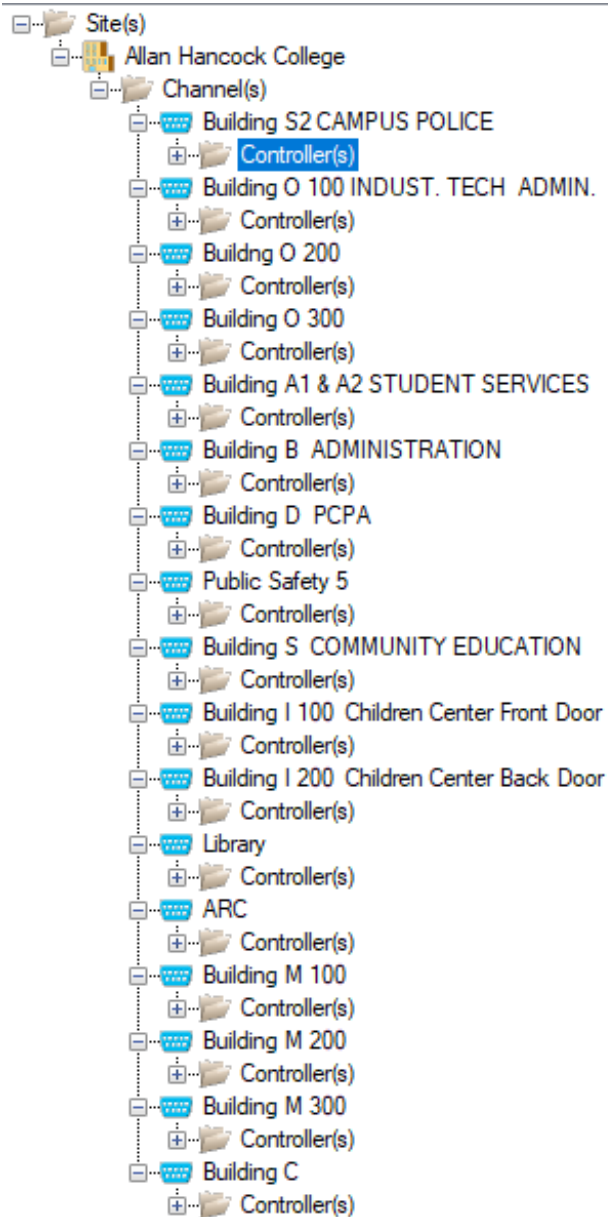 Site(s)
Allan Hancock College
Channel(s)
Building S2 CAMPUS POLICE
Controller(s)
Building O 100 INDUST. TECH  ADMIN.
Controller(s)
Buildng O 200
Controller(s)
Building O 300
Controller(s)
Building A1 & A2 STUDENT SERVICES
Controller(s)
Building B  ADMINISTRATION
Controller(s)
Building D  PCPA
Controller(s)
Public Safety 5
Controller(s)
Building S  COMMUNITY EDUCATION
Controller(s)
Building I 100  Children Center Front Door
Controller(s)
Building I 200  Children Center Back Door
Controller(s)
Library
Controller(s)
ARC
Controller(s)
Building M 100
Controller(s)
Building M 200
Controller(s)
Building M 300
Controller(s)
Building C
Controller(s)